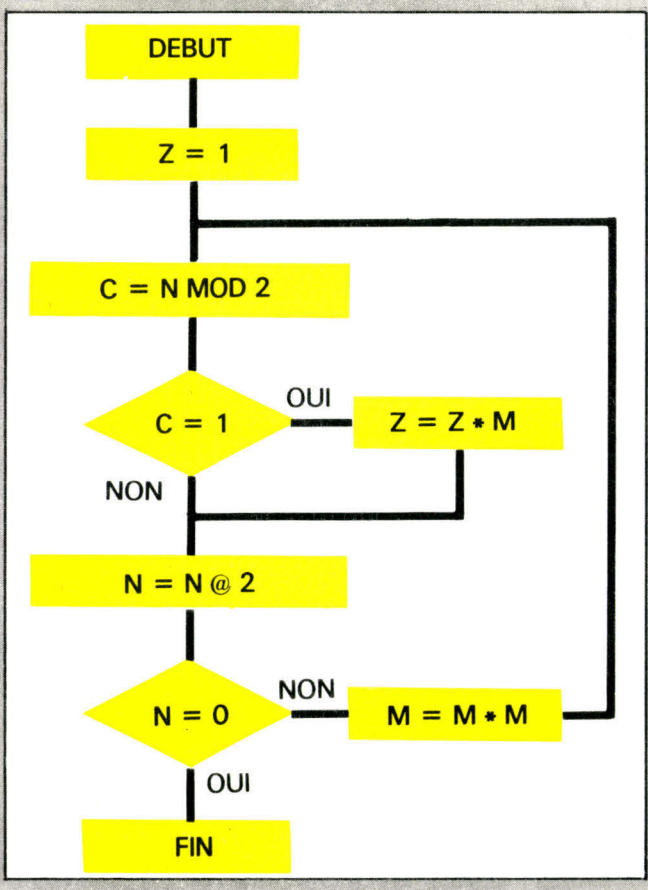 DEBUT
Z = 1
C = N MOD 2
C = 1
OUI
Z = Z * M
NON
N = N @ 2
N = 0
NON
M = M * M
OUI
FIN